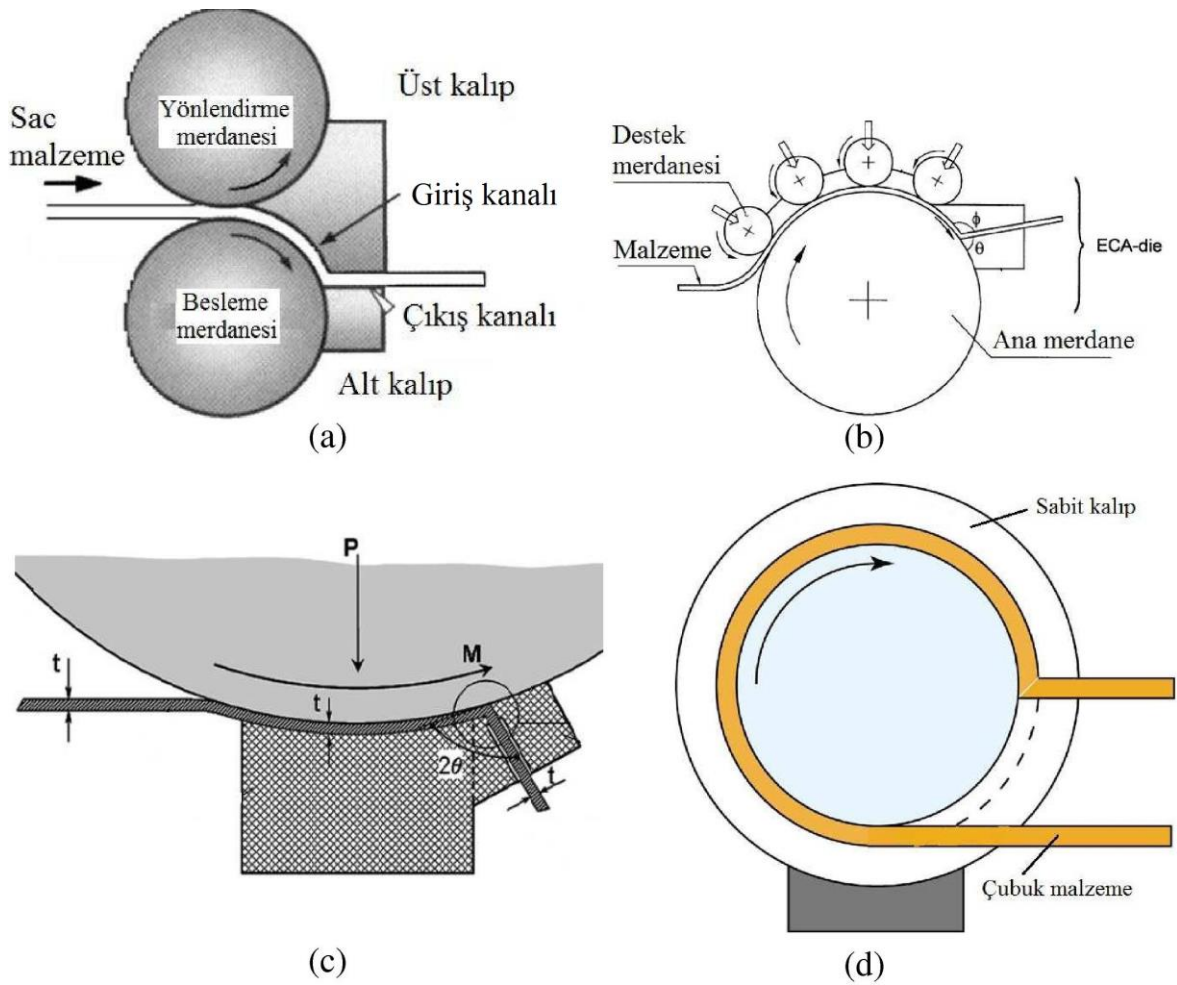 Yönlendirme
merdanesi
Üst kalıp
Sac
malzeme
Giriş kanalı
Besleme
merdanesi
Çıkış kanalı
Alt kalıp
(a)
Destek
merdanesi
Malzeme
ϕ
θ
ECA-die
Ana merdane
(b)
P
M
t
t
2θ
t
(c)
Sabit kalıp
Çubuk malzeme
(d)